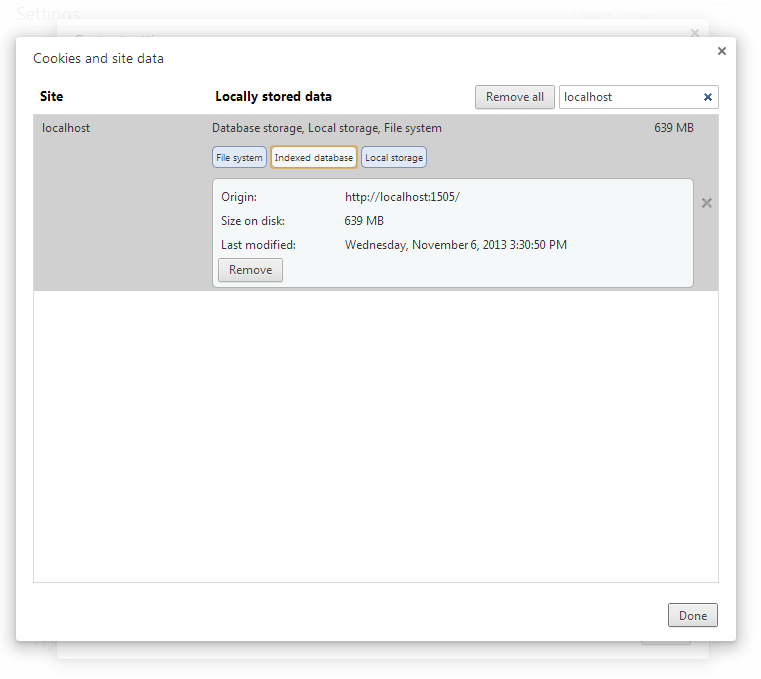 Settings
Cookies and site data
Site Locally stored data Remove all localhost
localhost Database storage, Local storage, File system 639 MB
File system Indexed database Local storage
Origin: http://localhost:1505/
Size on disk: 639 MB
Last modified: Wednesday, November 6, 2013 3:30:50 PM
Remove
Done